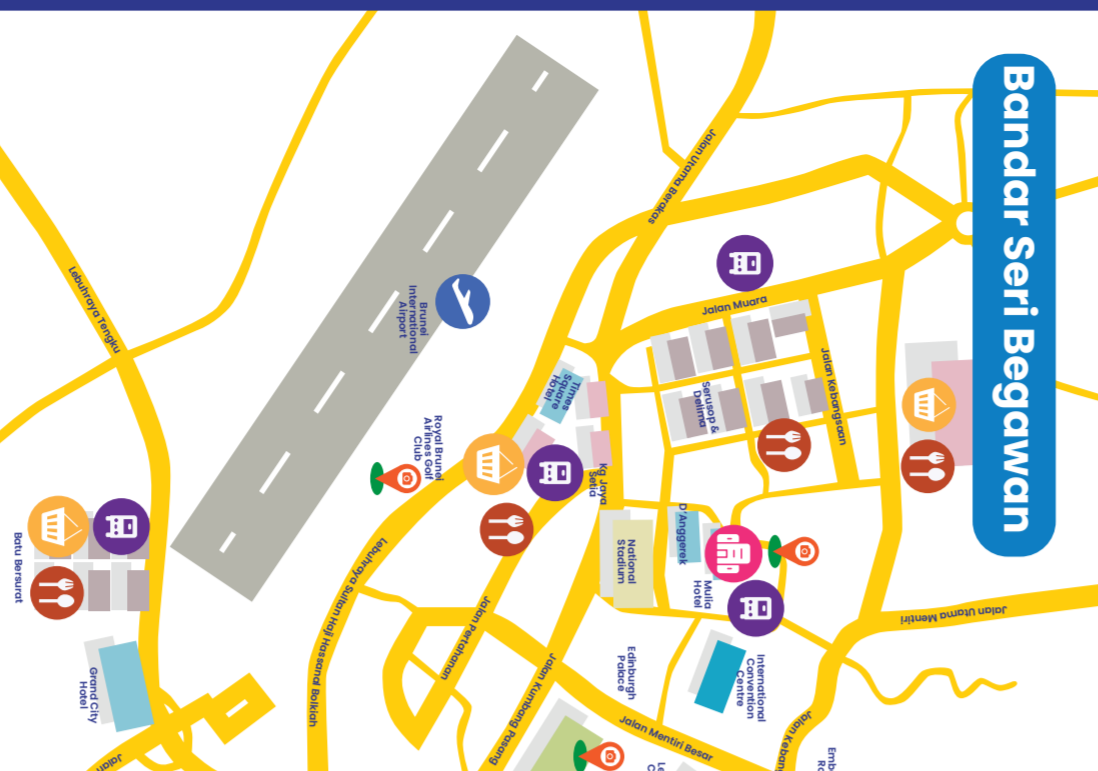 Bandar Seri Begawan
Jalan Utama Berakas
Jalan Muara
Jalan Kebangsaan
Serusop &
Delima
Brunei
International
Airport
Lebuhraya Tengku
Times
Square
Hotel
Royal Brunei
Airlines Golf
Club
Kg Jaya
Setia
D'Anggerek
National
Stadium
Mulia
Hotel
Batu Bersurat
Lebuhraya Sultan Haji Hassanal Bolkiah
Jalan Pertahanan
Jalan Utama Mentiri
Edinburgh
Palace
International
Convention
Centre
Grand City
Hotel
Jalan Kumbang Pasang
Jalan Mentiri Besar
Jalan Kebang
Jalan